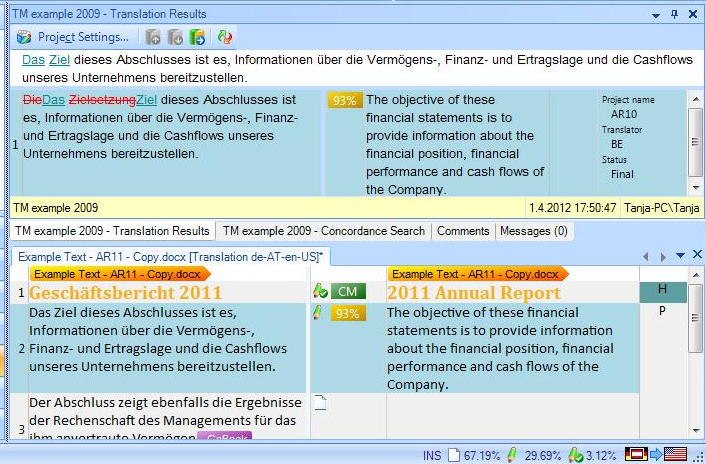 TM example 2009 - Translation Results
Project Settings...
Das Ziel dieses Abschlusses ist es, Informationen über die Vermögens-, Finanz- und Ertragslage und die Cashflows
unseres Unternehmens bereitzustellen.
1
DieDas ZielsetzungZiel dieses Abschlusses ist
es, Informationen über die Vermögens-, Finanz-
und Ertragslage und die Cashflows unseres
Unternehmens bereitzustellen.
93%
The objective of these
financial statements is to
provide information about the
financial position, financial
performance and cash flows of
the Company.
Project name
AR10
Translator
BE
Status
Final
TM example 2009
1.4.2012 17:50:47
Tanja-PC\Tanja
TM example 2009 - Translation Results
TM example 2009 - Concordance Search
Comments
Messages (0)
Example Text - AR11 - Copy.docx [Translation de-AT-en-US]*
Example Text - AR11 - Copy.docx
Example Text - AR11 - Copy.docx
1
Geschäftsbericht 2011
CM
2011 Annual Report
H
2
Das Ziel dieses Abschlusses ist es,
Informationen über die Vermögens-,
Finanz- und Ertragslage und die Cashflows
unseres Unternehmens bereitzustellen.
93%
The objective of these financial
statements is to provide information
about the financial position, financial
performance and cash flows of the
Company.
P
3
Der Abschluss zeigt ebenfalls die Ergebnisse
der Rechenschaft des Managements für das
ihm anvertraute Vermögen
GoBack
INS
67.19%
29.69%
3.12%